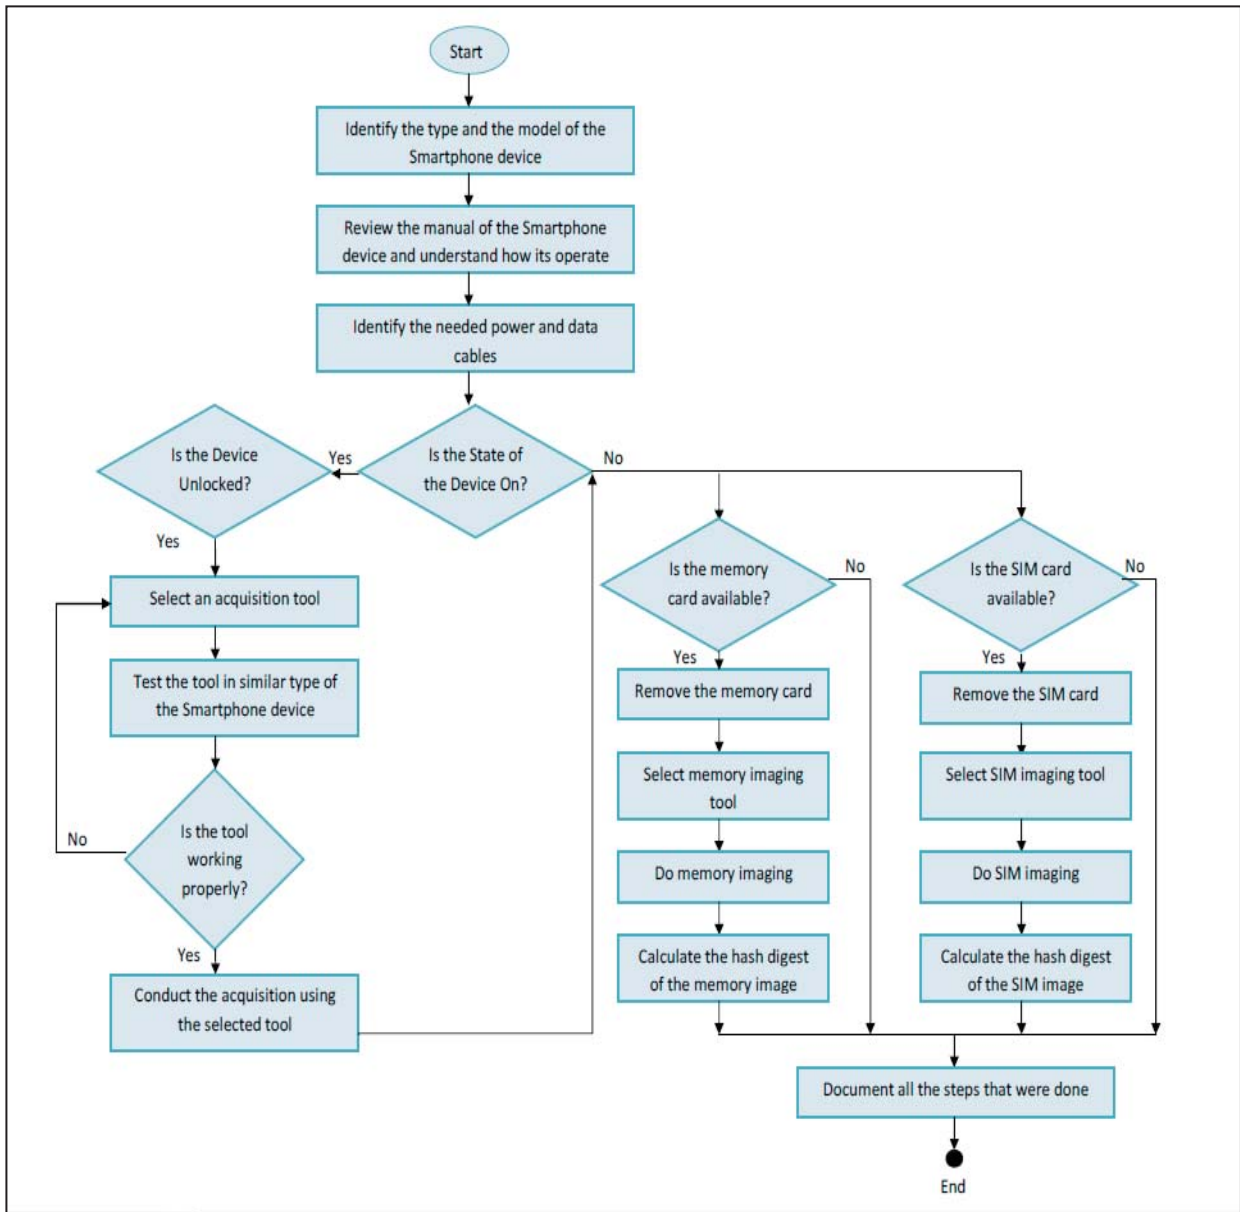 Start
Identify the type and the model of the
Smartphone device
Review the manual of the Smartphone
device and understand how its operate
Identify the needed power and data
cables
Is the State of
the Device On?
Yes
No
Is the Device
Unlocked?
Yes
Select an acquisition tool
Test the tool in similar type of
the Smartphone device
Is the tool
working
properly?
No
Yes
Conduct the acquisition using
the selected tool
Is the memory
card available?
No
Yes
Remove the memory card
Select memory imaging
tool
Do memory imaging
Calculate the hash digest
of the memory image
Is the SIM card
available?
No
Yes
Remove the SIM card
Select SIM imaging tool
Do SIM imaging
Calculate the hash digest
of the SIM image
Document all the steps that were done
End